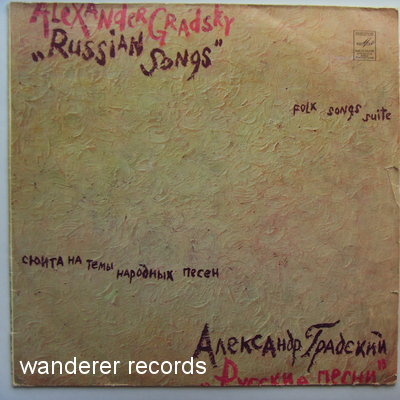 ALEXANDER GRADSKY
„RUSSIAN SONGS"
FOLK SONGS SUITE
СЮИТА НА ТЕМЫ НАРОДНЫХ ПЕСЕН
Александр Градский
„Русские песни"
wanderer records